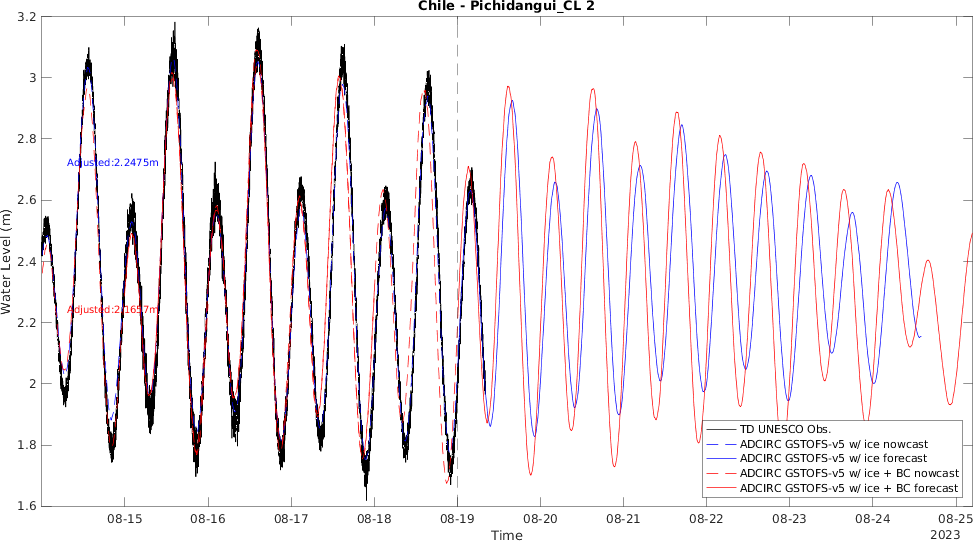 Chile - Pichidangui_CL 2
3.2
3
2.8
2.6
2.4
2.2
2
1.8
1.6
Water Level (m)
Adjusted:2.2475m
Adjusted:2.1657m
TD UNESCO Obs.
ADCIRC GSTOFS-v5 w/ ice nowcast
ADCIRC GSTOFS-v5 w/ ice forecast
ADCIRC GSTOFS-v5 w/ ice + BC nowcast
ADCIRC GSTOFS-v5 w/ ice + BC forecast
08-15 08-16 08-17 08-18 08-19 08-20 08-21 08-22 08-23 08-24 08-25
Time
2023